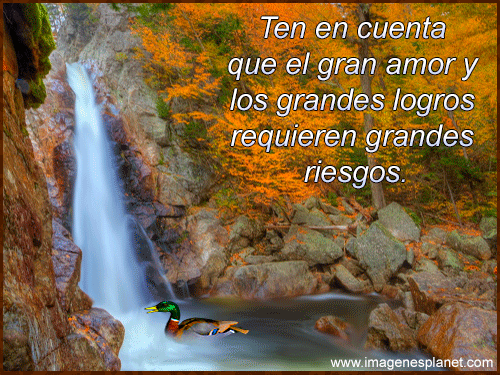 Ten en cuenta
que el gran amor y
los grandes logros
requieren grandes
riesgos.
www.imagenesplanet.com